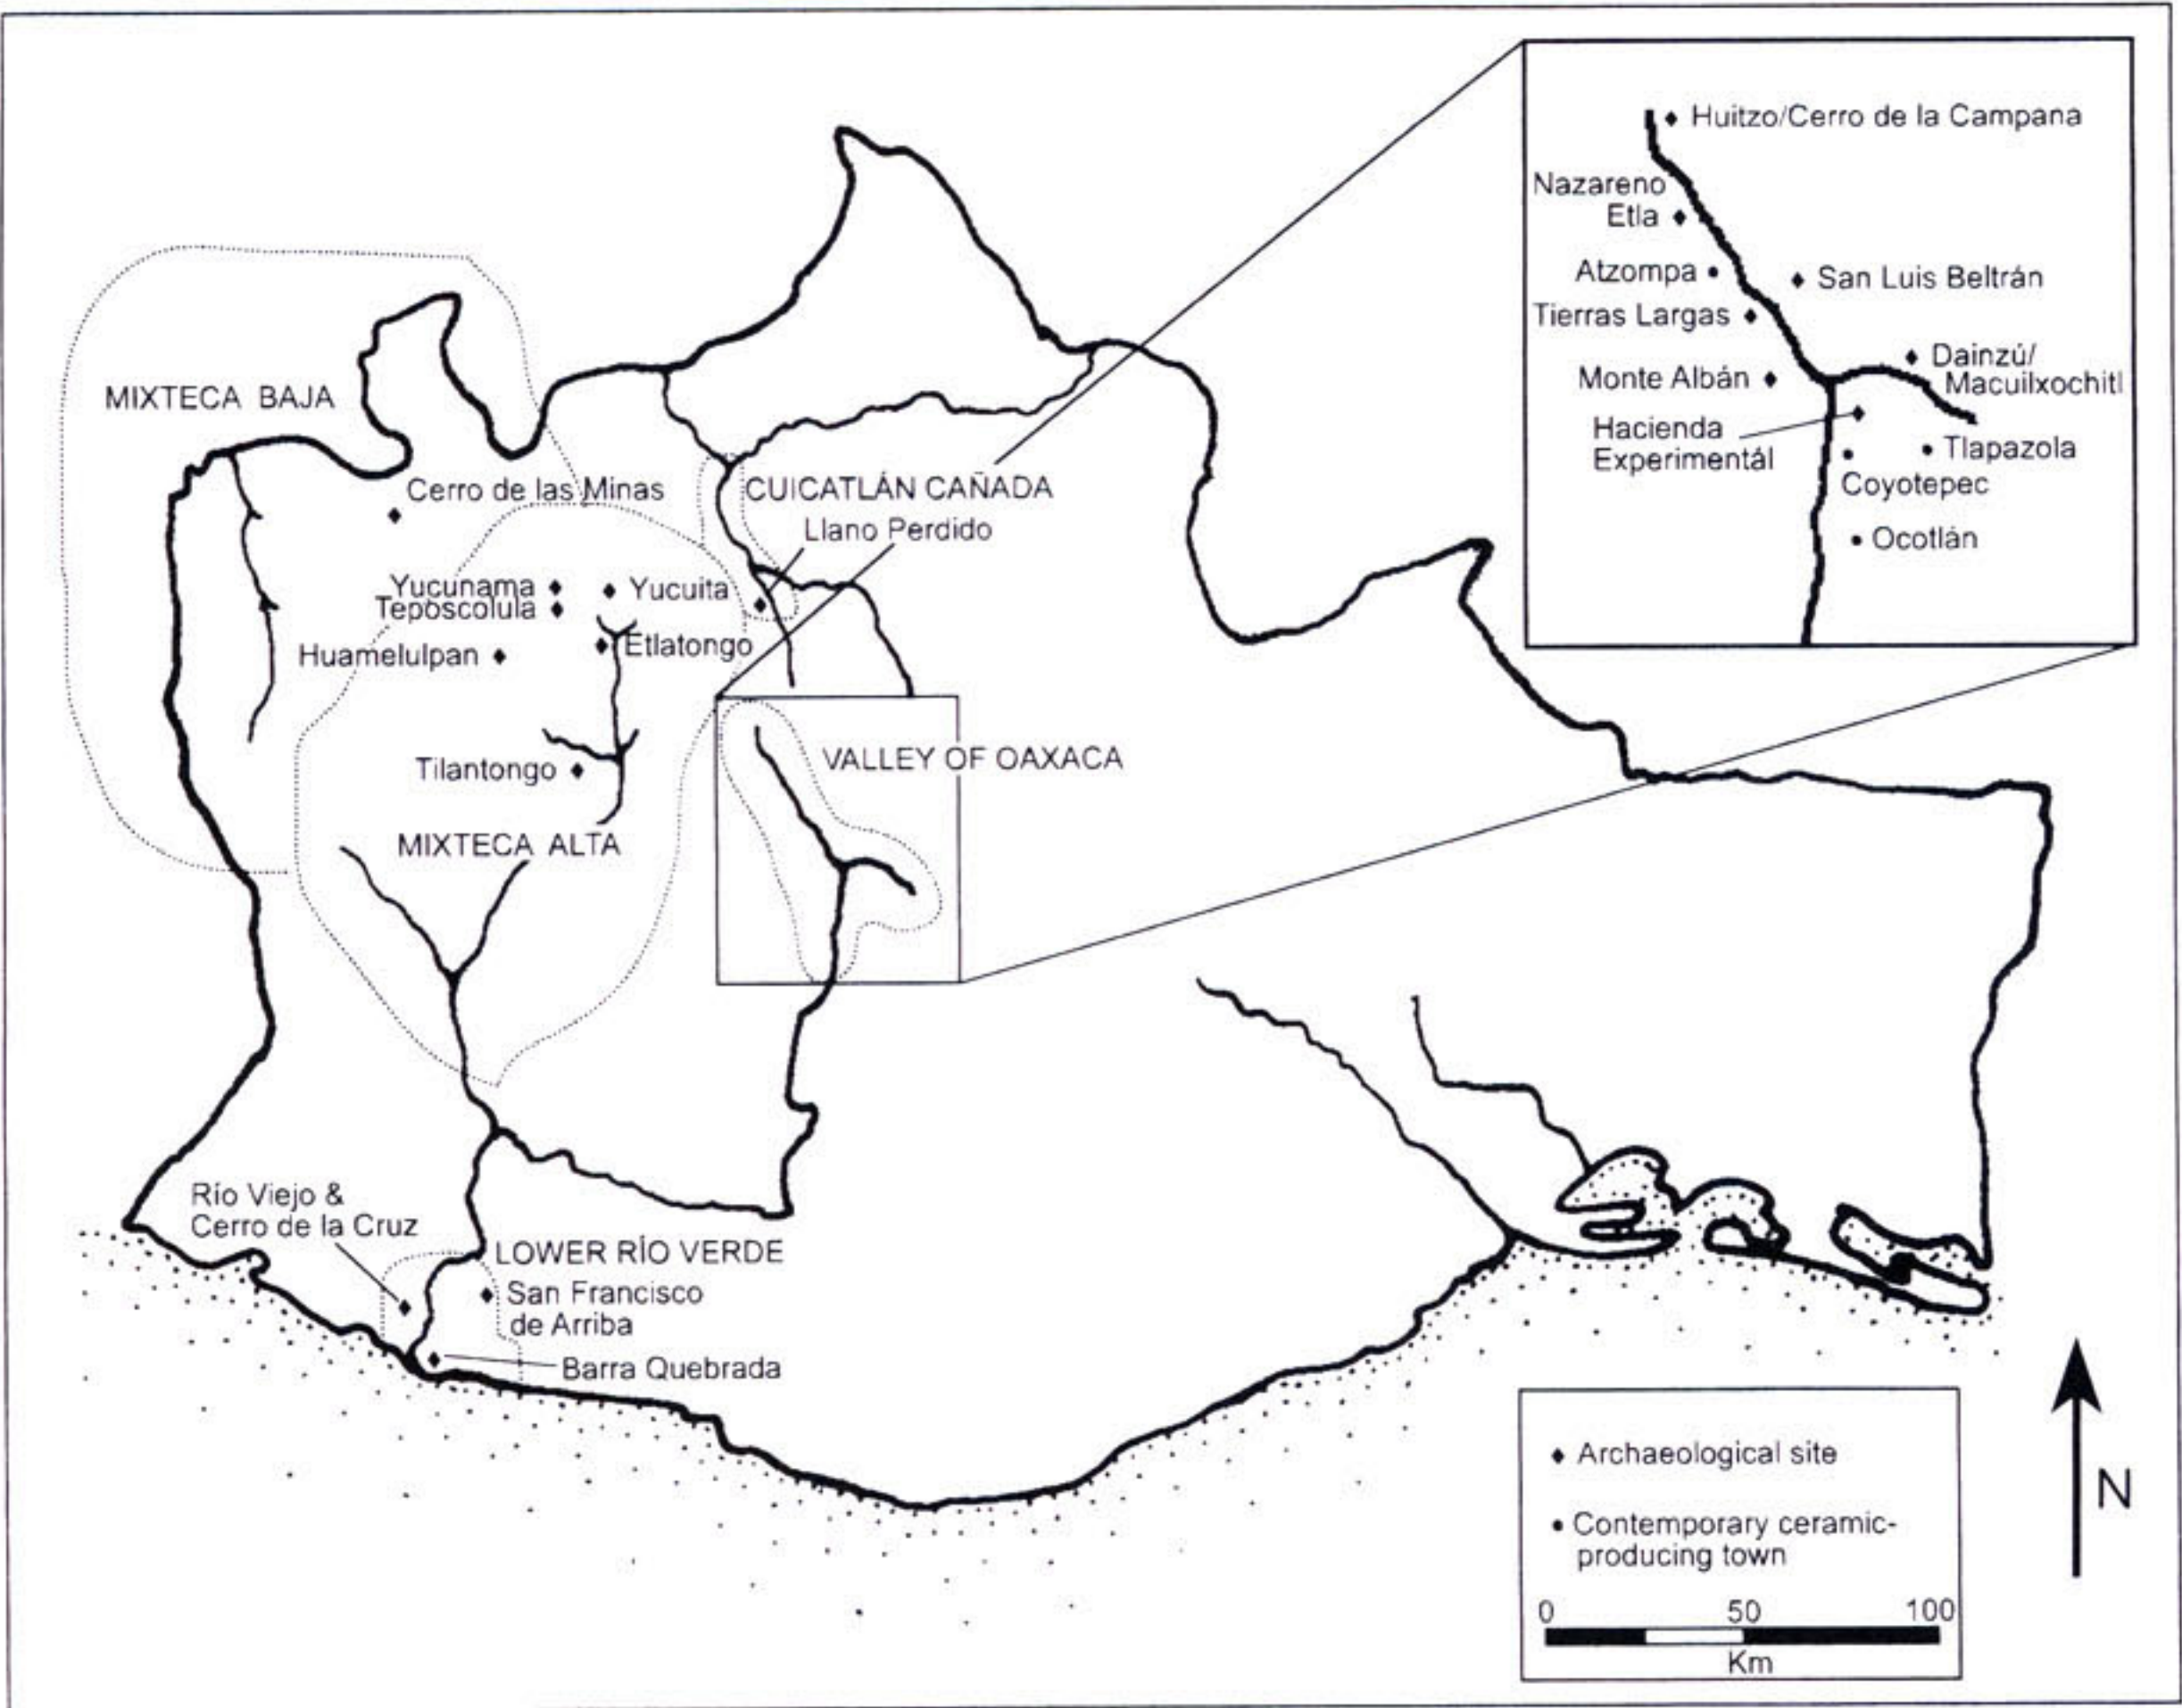 Huitzo/Cerro de la Campana
Nazareno
Etla
Atzompa
San Luis Beltrán
Tierras Largas
Dainzú/
Macuilxochitl
Monte Albán
Hacienda
Experimentál
Tlapazola
Coyotepec
Ocotlán
MIXTECA BAJA
Cerro de las Minas
CUICATLÁN CAÑADA
Llano Perdido
Yucunama
Yucuita
Teposcolula
Etlatongo
Huamelulpan
VALLEY OF OAXACA
Tilantongo
MIXTECA ALTA
Río Viejo &
Cerro de la Cruz
LOWER RÍO VERDE
San Francisco
de Arriba
Barra Quebrada
Archaeological site
Contemporary ceramic-
producing town
N
0 50 100
Km